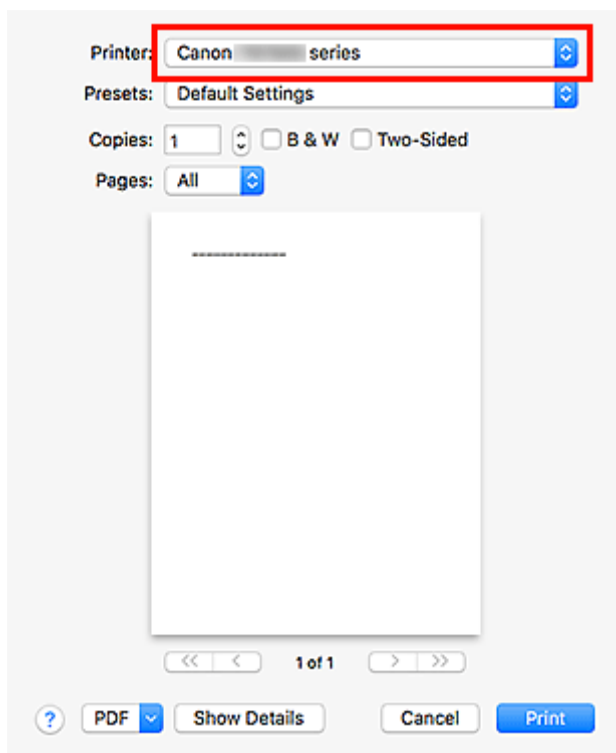 Printer: Canon series
Presets: Default Settings
Copies: 1 B & W Two-Sided
Pages: All
-------------
1 of 1
? PDF Show Details Cancel Print